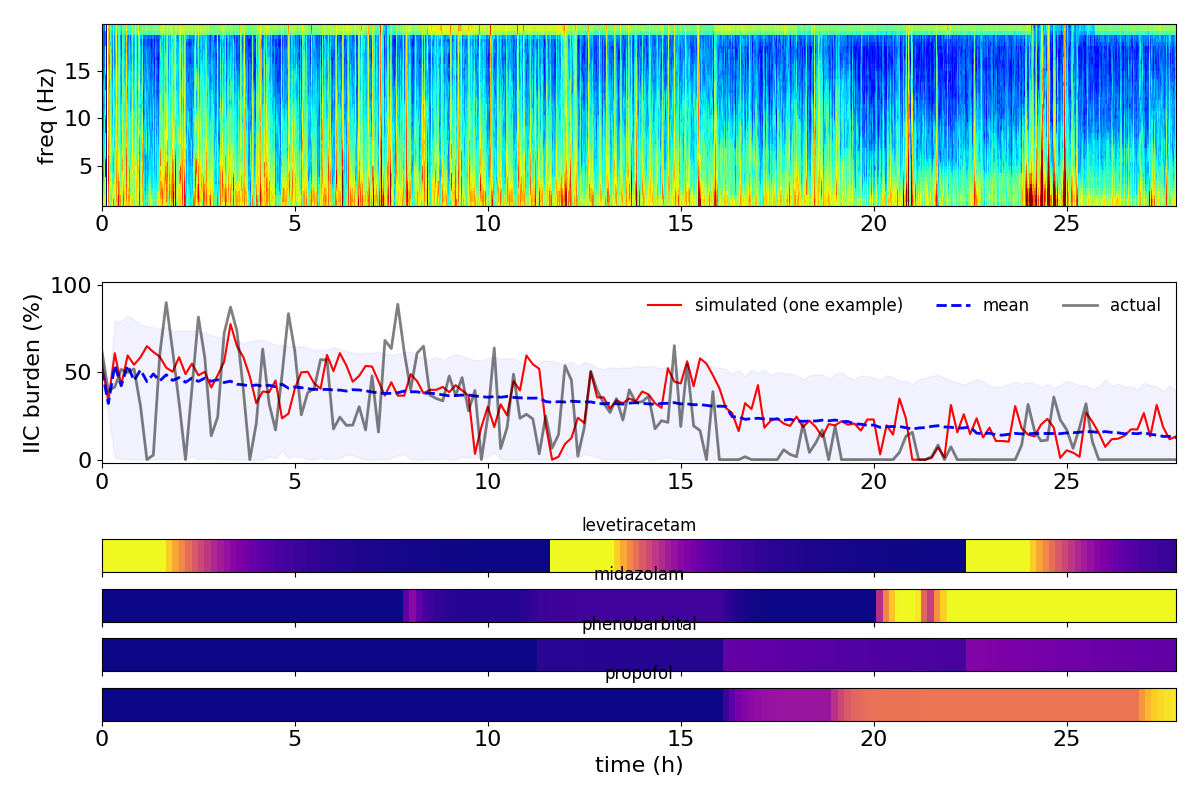 freq (Hz)
15
10
5
0 5 10 15 20 25
IIC burden (%)
100
50
0
simulated (one example) mean actual
0 5 10 15 20 25
levetiracetam
midazolam
phenobarbital
propofol
0 5 10 15 20 25
time (h)